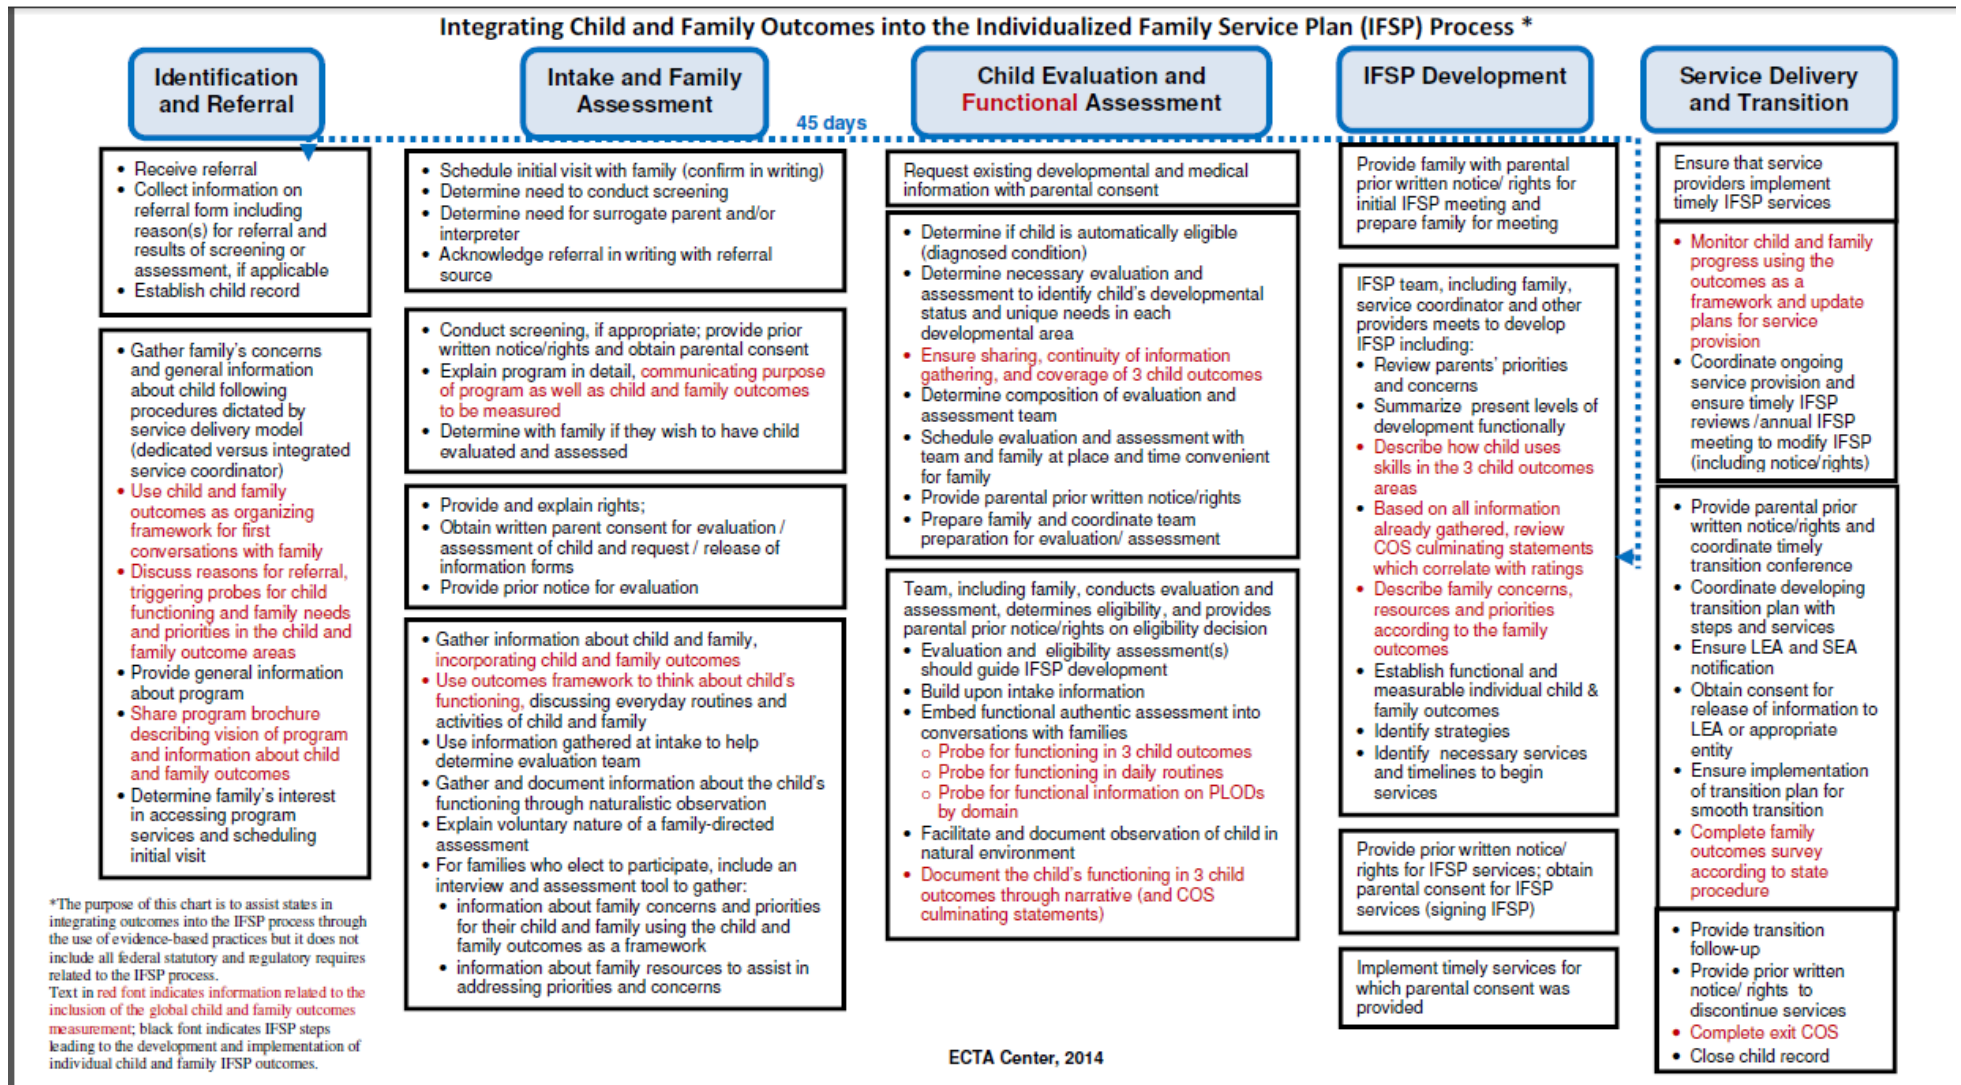 Integrating Child and Family Outcomes into the Individualized Family Service Plan (IFSP) Process *
Identification
and Referral
• Receive referral
• Collect information on
referral form including
reason(s) for referral and
results of screening or
assessment, if applicable
• Establish child record
• Gather family's concerns
and general information
about child following
procedures dictated by
service delivery model
(dedicated versus integrated
service coordinator)
• Use child and family
outcomes as organizing
framework for first
conversations with family
• Discuss reasons for referral,
triggering probes for child
functioning and family needs
and priorities in the child and
family outcome areas
• Provide general information
about program
• Share program brochure
describing vision of program
and information about child
and family outcomes
• Determine family's interest
in accessing program
services and scheduling
initial visit
*The purpose of this chart is to assist states in
integrating outcomes into the IFSP process through
the use of evidence-based practices but it does not
include all federal statutory and regulatory requires
related to the IFSP process.
Text in red font indicates information related to the
inclusion of the global child and family outcomes
measurement; black font indicates IFSP steps
leading to the development and implementation of
individual child and family IFSP outcomes.
Intake and Family
Assessment
45 days
• Schedule initial visit with family (confirm in writing)
• Determine need to conduct screening
• Determine need for surrogate parent and/or
interpreter
• Acknowledge referral in writing with referral
source
• Conduct screening, if appropriate; provide prior
written notice/rights and obtain parental consent
• Explain program in detail, communicating purpose
of program as well as child and family outcomes
to be measured
• Determine with family if they wish to have child
evaluated and assessed
• Provide and explain rights;
• Obtain written parent consent for evaluation /
assessment of child and request / release of
information forms
• Provide prior notice for evaluation
• Gather information about child and family,
incorporating child and family outcomes
• Use outcomes framework to think about child's
functioning, discussing everyday routines and
activities of child and family
• Use information gathered at intake to help
determine evaluation team
• Gather and document information about the child's
functioning through naturalistic observation
• Explain voluntary nature of a family-directed
assessment
• For families who elect to participate, include an
interview and assessment tool to gather:
• information about family concerns and priorities
for their child and family using the child and
family outcomes as a framework
• information about family resources to assist in
addressing priorities and concerns
Child Evaluation and
Functional Assessment
Request existing developmental and medical
information with parental consent
• Determine if child is automatically eligible
(diagnosed condition)
• Determine necessary evaluation and
assessment to identify child's developmental
status and unique needs in each
developmental area
• Ensure sharing, continuity of information
gathering, and coverage of 3 child outcomes
• Determine composition of evaluation and
assessment team
• Schedule evaluation and assessment with
team and family at place and time convenient
for family
• Provide parental prior written notice/rights
• Prepare family and coordinate team
preparation for evaluation/ assessment
Team, including family, conducts evaluation and
assessment, determines eligibility, and provides
parental prior notice/rights on eligibility decision
• Evaluation and eligibility assessment(s)
should guide IFSP development
• Build upon intake information
• Embed functional authentic assessment into
conversations with families
o Probe for functioning in 3 child outcomes
o Probe for functioning in daily routines
o Probe for functional information on PLODs
by domain
• Facilitate and document observation of child in
natural environment
• Document the child's functioning in 3 child
outcomes through narrative (and COS
culminating statements)
ECTA Center, 2014
IFSP Development
Provide family with parental
prior written notice/ rights for
initial IFSP meeting and
prepare family for meeting
IFSP team, including family,
service coordinator and other
providers meets to develop
IFSP including:
• Review parents' priorities
and concerns
• Summarize present levels of
development functionally
• Describe how child uses
skills in the 3 child outcomes
areas
• Based on all information
already gathered, review
COS culminating statements
which correlate with ratings
• Describe family concerns,
resources and priorities
according to the family
outcomes
• Establish functional and
measurable individual child &
family outcomes
• Identify strategies
• Identify necessary services
and timelines to begin
services
Provide prior written notice/
rights for IFSP services; obtain
parental consent for IFSP
services (signing IFSP)
Implement timely services for
which parental consent was
provided
Service Delivery
and Transition
Ensure that service
providers implement
timely IFSP services
• Monitor child and family
progress using the
outcomes as a
framework and update
plans for service
provision
• Coordinate ongoing
service provision and
ensure timely IFSP
reviews /annual IFSP
meeting to modify IFSP
(including notice/rights)
• Provide parental prior
written notice/rights and
coordinate timely
transition conference
• Coordinate developing
transition plan with
steps and services
• Ensure LEA and SEA
notification
• Obtain consent for
release of information to
LEA or appropriate
entity
• Ensure implementation
of transition plan for
smooth transition
• Complete family
outcomes survey
according to state
procedure
• Provide transition
follow-up
• Provide prior written
notice/ rights to
discontinue services
• Complete exit COS
• Close child record